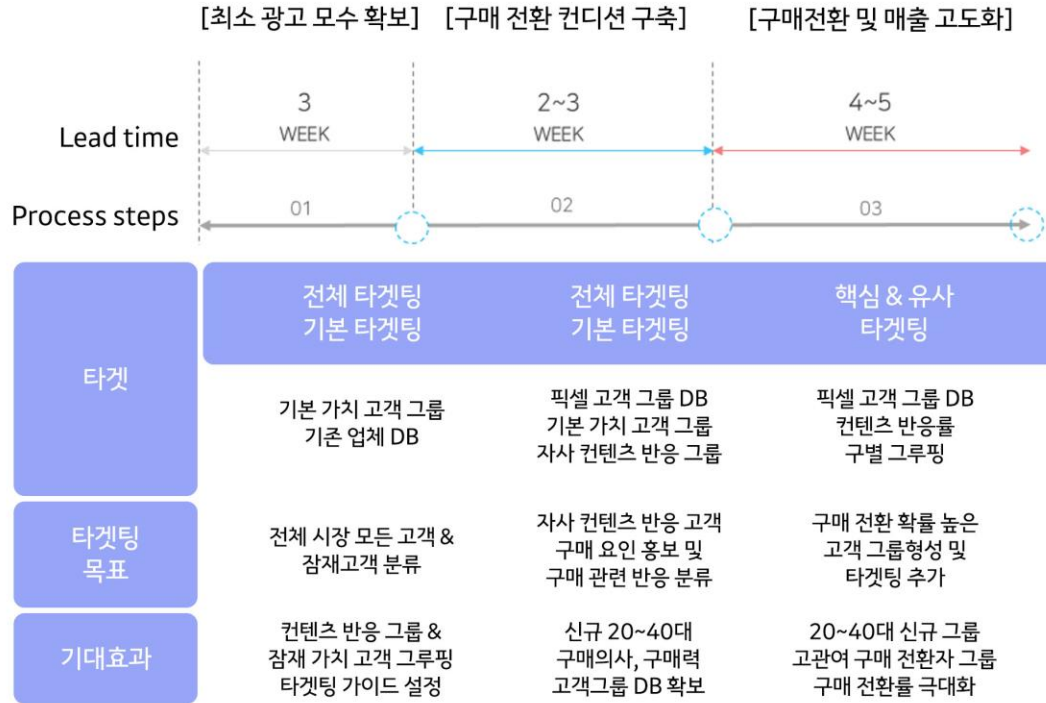 [최소 광고 모수 확보]
[구매 전환 컨디션 구축]
[구매전환 및 매출 고도화]
Lead time
3
WEEK
2~3
WEEK
4~5
WEEK
Process steps
01
02
03
타겟
전체 타겟팅
기본 타겟팅
전체 타겟팅
기본 타겟팅
핵심 & 유사
타겟팅
기본 가치 고객 그룹
기존 업체 DB
픽셀 고객 그룹 DB
기본 가치 고객 그룹
자사 컨텐츠 반응 그룹
픽셀 고객 그룹 DB
컨텐츠 반응률
구별 그루핑
타겟팅
목표
전체 시장 모든 고객 &
잠재고객 분류
자사 컨텐츠 반응 고객
구매 요인 홍보 및
구매 관련 반응 분류
구매 전환 확률 높은
고객 그룹형성 및
타겟팅 추가
기대효과
컨텐츠 반응 그룹 &
잠재 가치 고객 그루핑
타겟팅 가이드 설정
신규 20~40대
구매의사, 구매력
고객그룹 DB 확보
20~40대 신규 그룹
고관여 구매 전환자 그룹
구매 전환률 극대화